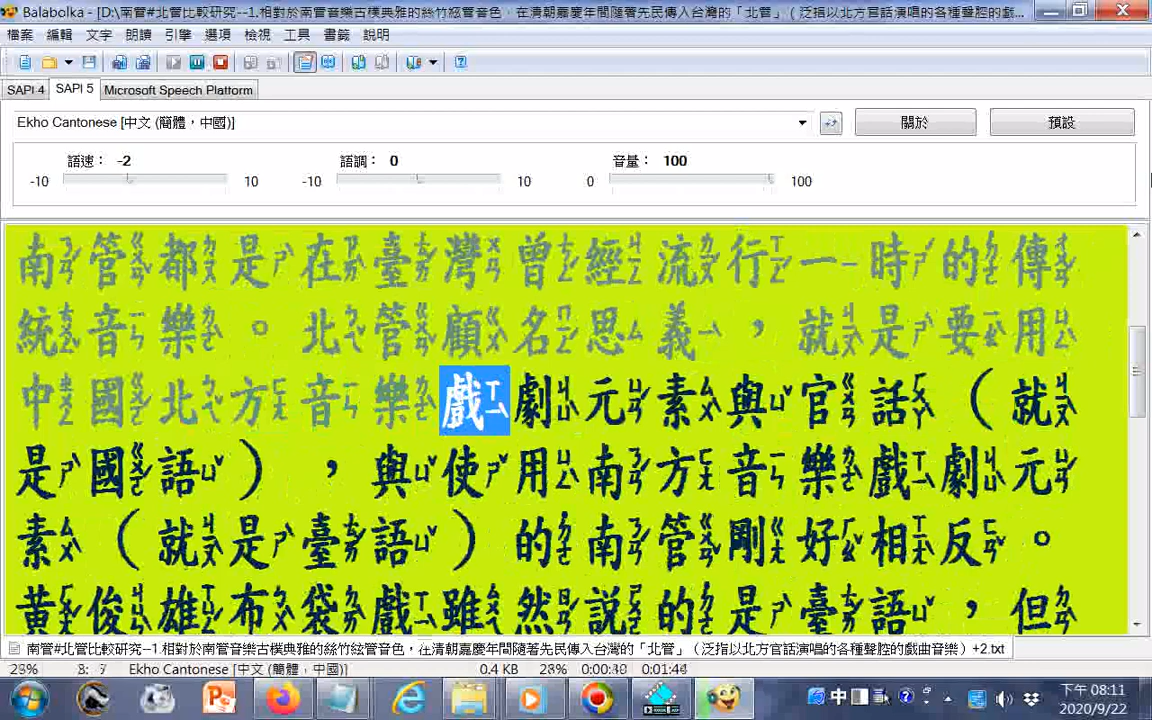 Balabolka - [D:\南管#北管比較研究--1.相對於南管音樂古樸典雅的絲竹絃管音色，在清朝嘉慶年間隨著先民傳入台灣的「北管」（泛指以北方官話演唱的各種聲腔的戲...
檔案 編輯 文字 朗讀 引擎 選項 檢視 工具 書籤 說明
SAPI 4 SAPI 5 Microsoft Speech Platform
Ekho Cantonese [中文 (簡體，中國)] 關於 預設
語速： -2 語調： 0 音量： 100
-10 10 -10 10 0 100
南管都是在臺灣曾經流行一時的傳
統音樂。北管顧名思義，就是要用
中國北方音樂戲劇元素與官話（就
是國語），與使用南方音樂戲劇元
素（就是臺語）的南管剛好相反。
黃俊雄布袋戲雖然說的是臺語，但
南管#北管比較研究--1.相對於南管音樂古樸典雅的絲竹絃管音色，在清朝嘉慶年間隨著先民傳入台灣的「北管」（泛指以北方官話演唱的各種聲腔的戲曲音樂）+2.txt
28% 8: 7 Ekho Cantonese [中文 (簡體，中國)] 0.4 KB 28% 0:00:30 0:01:44
中 下午 08:11
2020/9/22